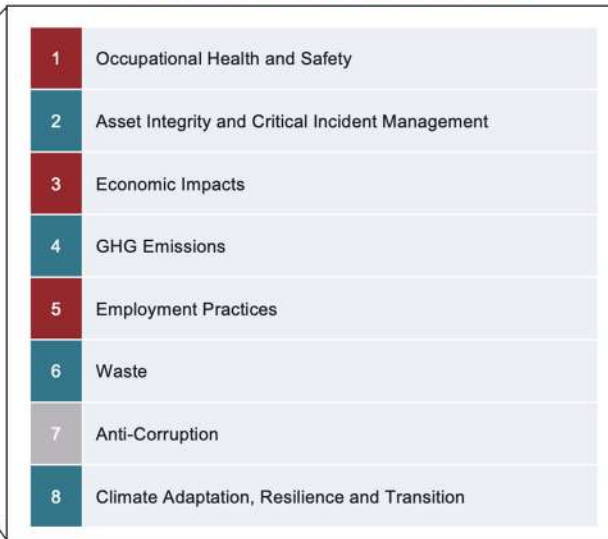 1 Occupational Health and Safety
2 Asset Integrity and Critical Incident Management
3 Economic Impacts
4 GHG Emissions
5 Employment Practices
6 Waste
7 Anti-Corruption
8 Climate Adaptation, Resilience and Transition